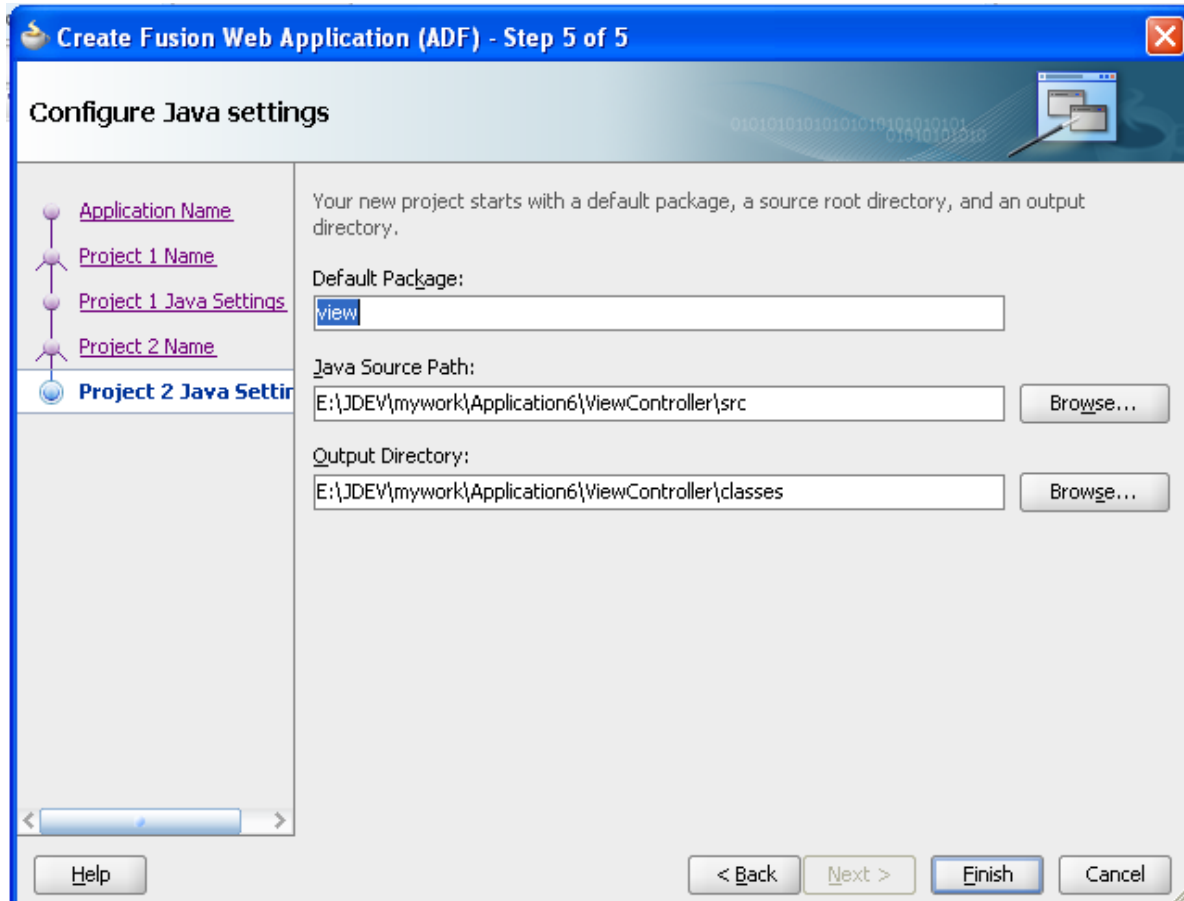 Create Fusion Web Application (ADF) - Step 5 of 5
Configure Java settings
Application Name
Project 1 Name
Project 1 Java Settings
Project 2 Name
Project 2 Java Settin
Your new project starts with a default package, a source root directory, and an output
directory.
Default Package:
view
Java Source Path:
E:\JDEV\mywork\Application6\ViewController\src
Browse...
Output Directory:
E:\JDEV\mywork\Application6\ViewController\classes
Browse...
Help
< Back
Next >
Finish
Cancel